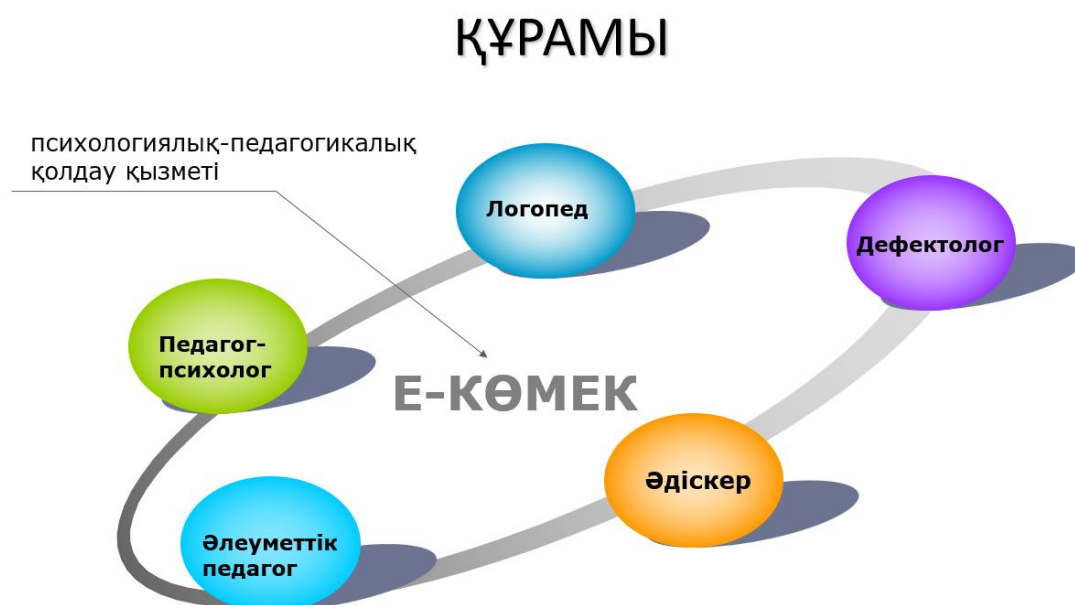 ҚҰРАМЫ
психологиялық-педагогикалық
қолдау қызметі
Логопед
Дефектолог
Педагог-
психолог
Е-КӨМЕК
Әдіскер
Әлеуметтік
педагог